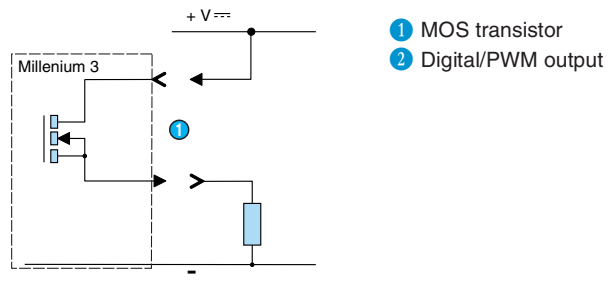 + V ⎓
Millenium 3
1
-
1 MOS transistor
2 Digital/PWM output